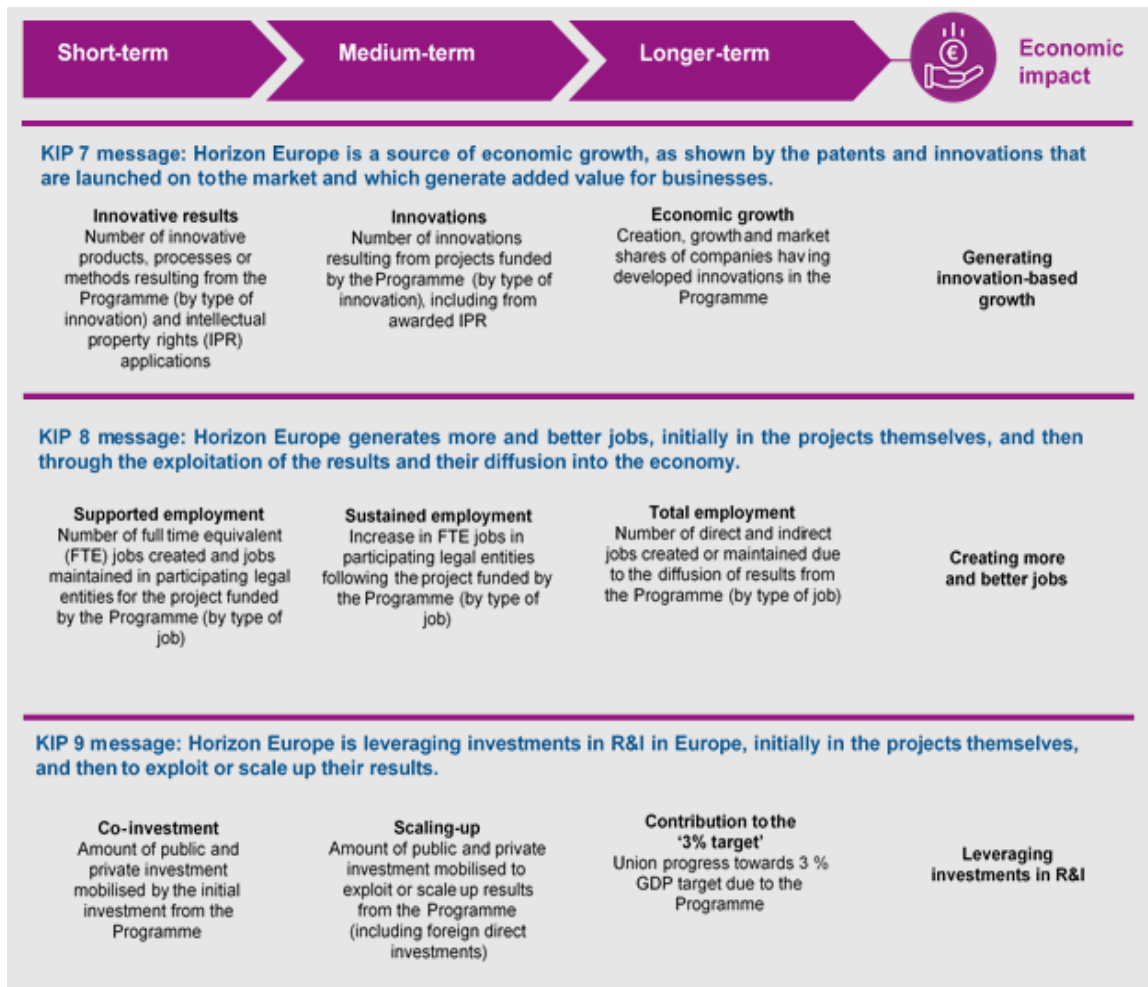 Short-term
Medium-term
Longer-term
€
Economic
impact
KIP 7 message: Horizon Europe is a source of economic growth, as shown by the patents and innovations that
are launched on to the market and which generate added value for businesses.
Innovative results
Number of innovative
products, processes or
methods resulting from the
Programme (by type of
innovation) and intellectual
property rights (IPR)
applications
Innovations
Number of innovations
resulting from projects funded
by the Programme (by type of
innovation), including from
awarded IPR
Economic growth
Creation, growth and market
shares of companies having
developed innovations in the
Programme
Generating
innovation-based
growth
KIP 8 message: Horizon Europe generates more and better jobs, initially in the projects themselves, and then
through the exploitation of the results and their diffusion into the economy.
Supported employment
Number of full time equivalent
(FTE) jobs created and jobs
maintained in participating legal
entities for the project funded
by the Programme (by type of
job)
Sustained employment
Increase in FTE jobs in
participating legal entities
following the project funded by
the Programme (by type of
job)
Total employment
Number of direct and indirect
jobs created or maintained due
to the diffusion of results from
the Programme (by type of job)
Creating more
and better jobs
KIP 9 message: Horizon Europe is leveraging investments in R&I in Europe, initially in the projects themselves,
and then to exploit or scale up their results.
Co-investment
Amount of public and
private investment
mobilised by the initial
investment from the
Programme
Scaling-up
Amount of public and private
investment mobilised to
exploit or scale up results
from the Programme
(including foreign direct
investments)
Contribution to the
‘3% target’
Union progress towards 3 %
GDP target due to the
Programme
Leveraging
investments in R&I